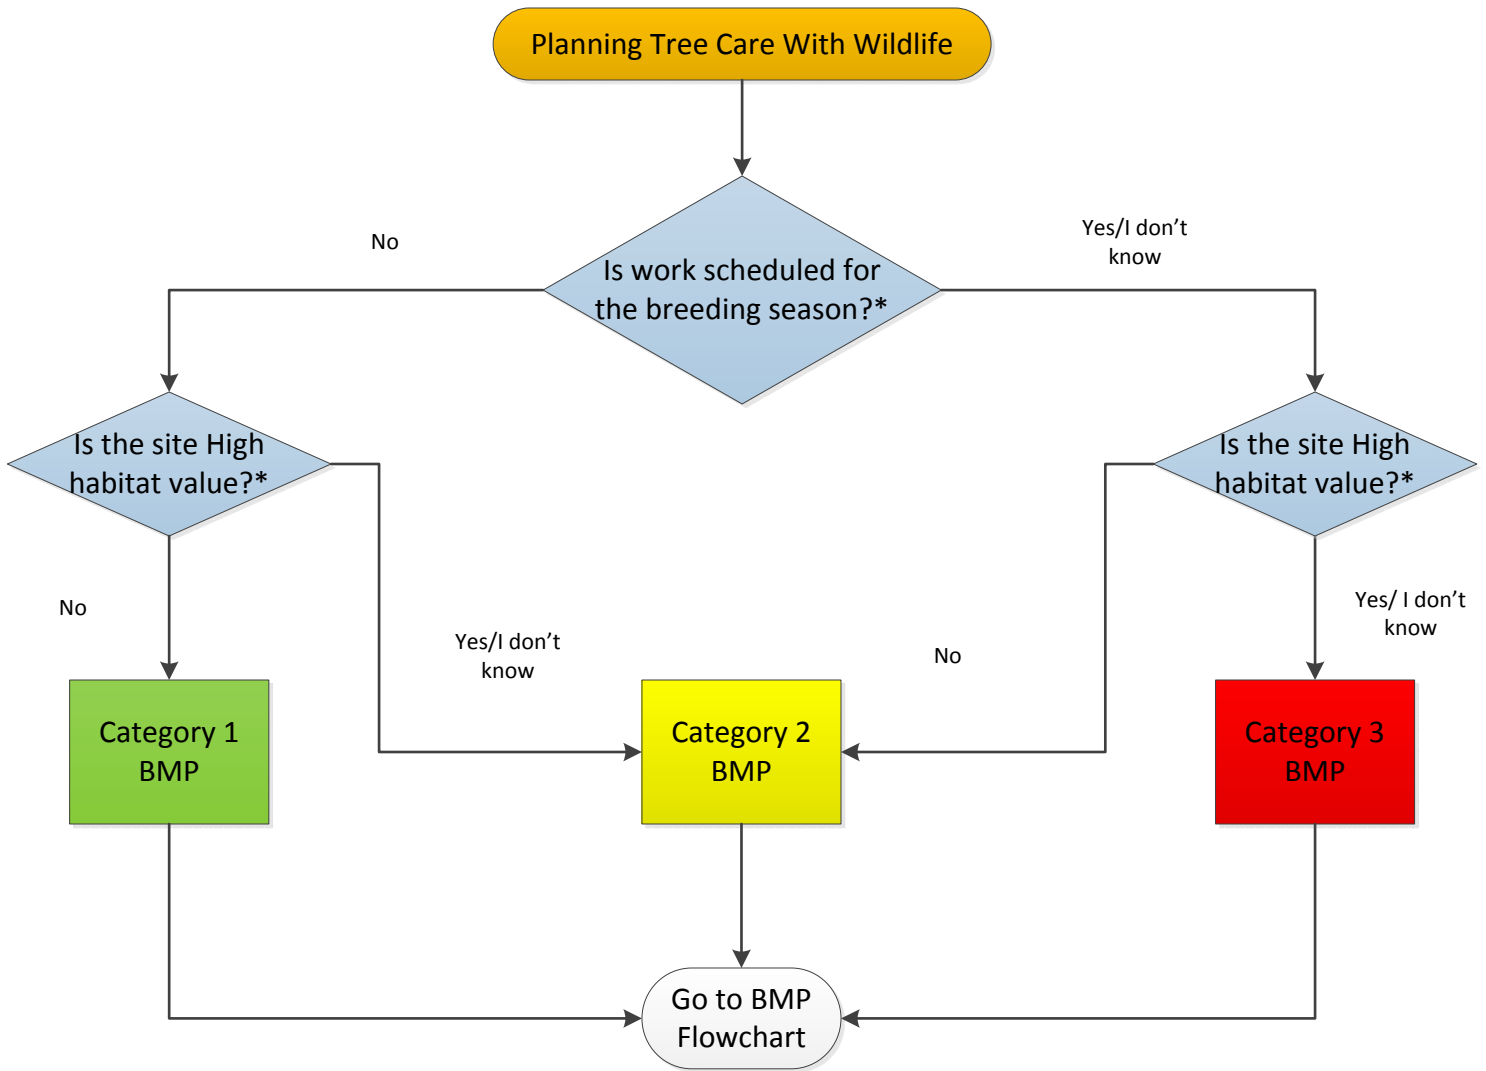 Planning Tree Care With Wildlife
No
Yes/I don't
know
Is work scheduled for
the breeding season?*
Is the site High
habitat value?*
Is the site High
habitat value?*
No
Yes/I don't
know
No
Yes/ I don't
know
Category 1
BMP
Category 2
BMP
Category 3
BMP
Go to BMP
Flowchart